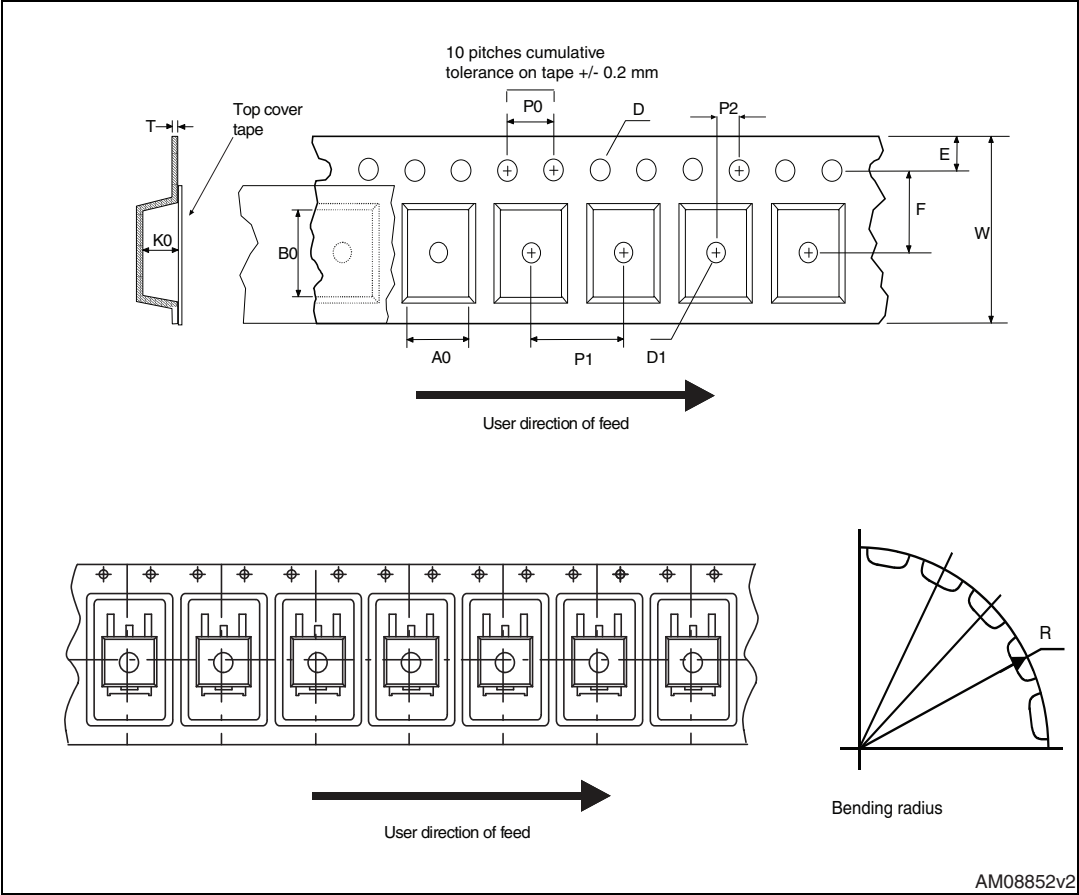 10 pitches cumulative
tolerance on tape +/- 0.2 mm
Top cover
tape
T
P0
D
P2
E
F
W
K0
B0
A0
P1
D1
User direction of feed
R
Bending radius
User direction of feed
AM08852v2